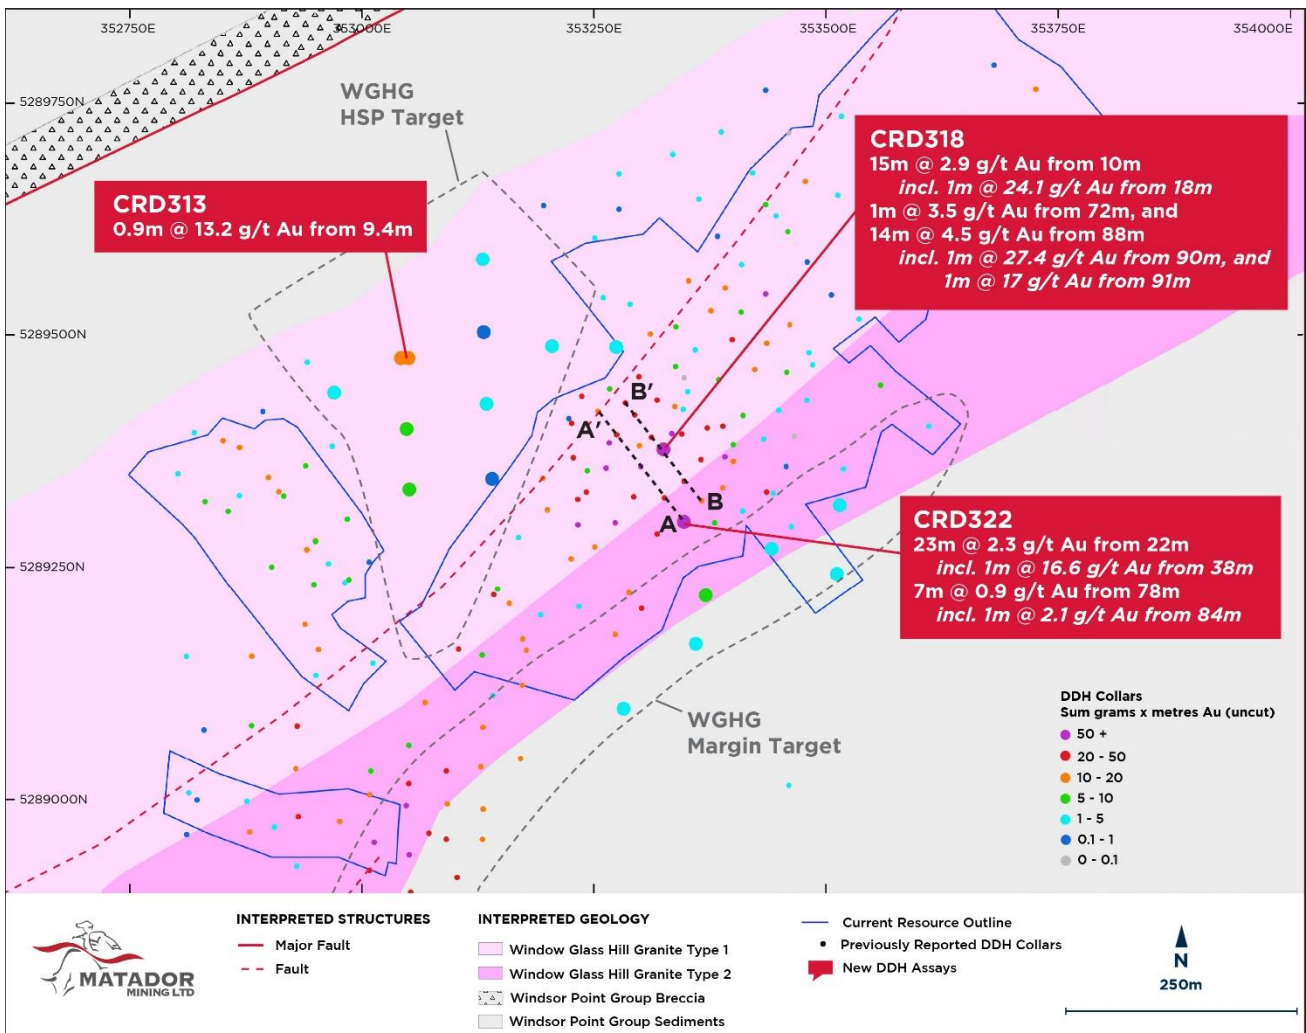 352750E
353000E
353250E
353500E
353750E
354000E
5289750N
5289500N
5289250N
5289000N
WGHG
HSP Target
CRD313
0.9m @ 13.2 g/t Au from 9.4m
CRD318
15m @ 2.9 g/t Au from 10m
incl. 1m @ 24.1 g/t Au from 18m
1m @ 3.5 g/t Au from 72m, and
14m @ 4.5 g/t Au from 88m
incl. 1m @ 27.4 g/t Au from 90m, and
1m @ 17 g/t Au from 91m
B'
A'
B
A
CRD322
23m @ 2.3 g/t Au from 22m
incl. 1m @ 16.6 g/t Au from 38m
7m @ 0.9 g/t Au from 78m
incl. 1m @ 2.1 g/t Au from 84m
WGHG
Margin Target
DDH Collars
Sum grams x metres Au (uncut)
50 +
20 - 50
10 - 20
5 - 10
1 - 5
0.1 - 1
0 - 0.1
MATADOR
MINING LTD
INTERPRETED STRUCTURES
Major Fault
Fault
INTERPRETED GEOLOGY
Window Glass Hill Granite Type 1
Window Glass Hill Granite Type 2
Windsor Point Group Breccia
Windsor Point Group Sediments
Current Resource Outline
Previously Reported DDH Collars
New DDH Assays
N
250m